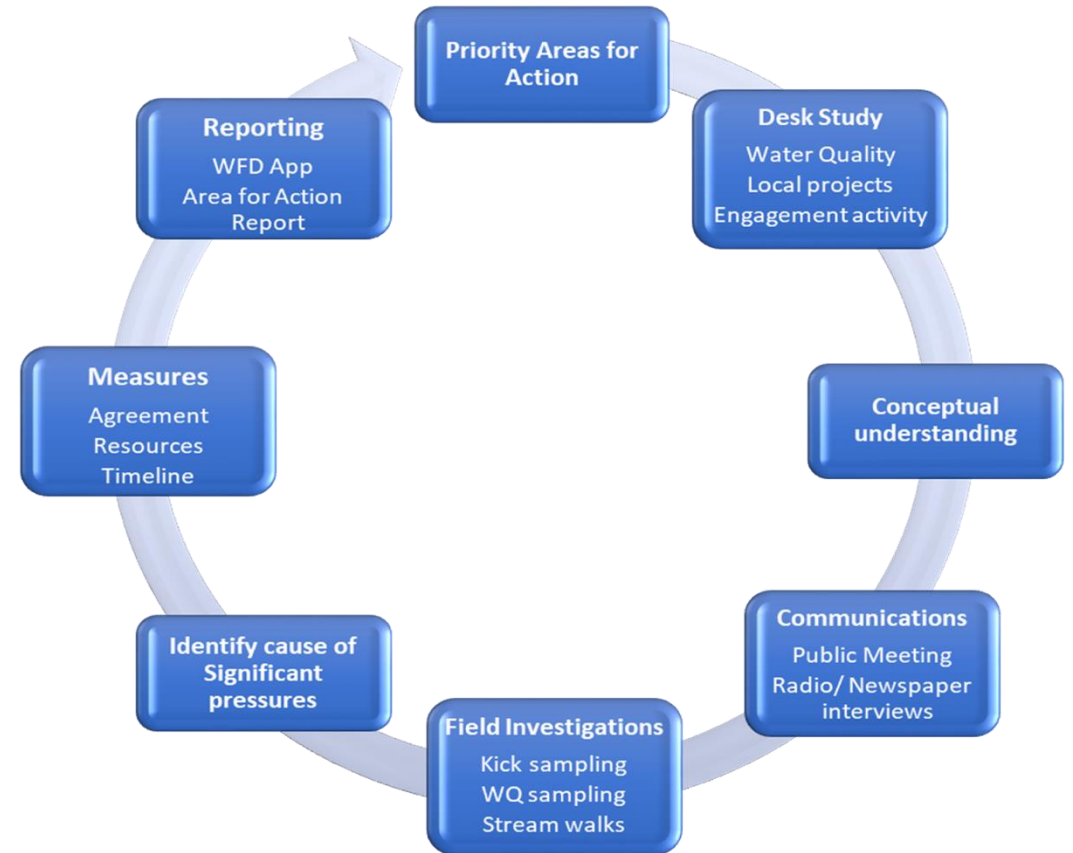 Priority Areas for
Action
Desk Study
Water Quality
Local projects
Engagement activity
Conceptual
understanding
Communications
Public Meeting
Radio/ Newspaper
interviews
Field Investigations
Kick sampling
WQ sampling
Stream walks
Identify cause of
Significant
pressures
Measures
Agreement
Resources
Timeline
Reporting
WFD App
Area for Action
Report